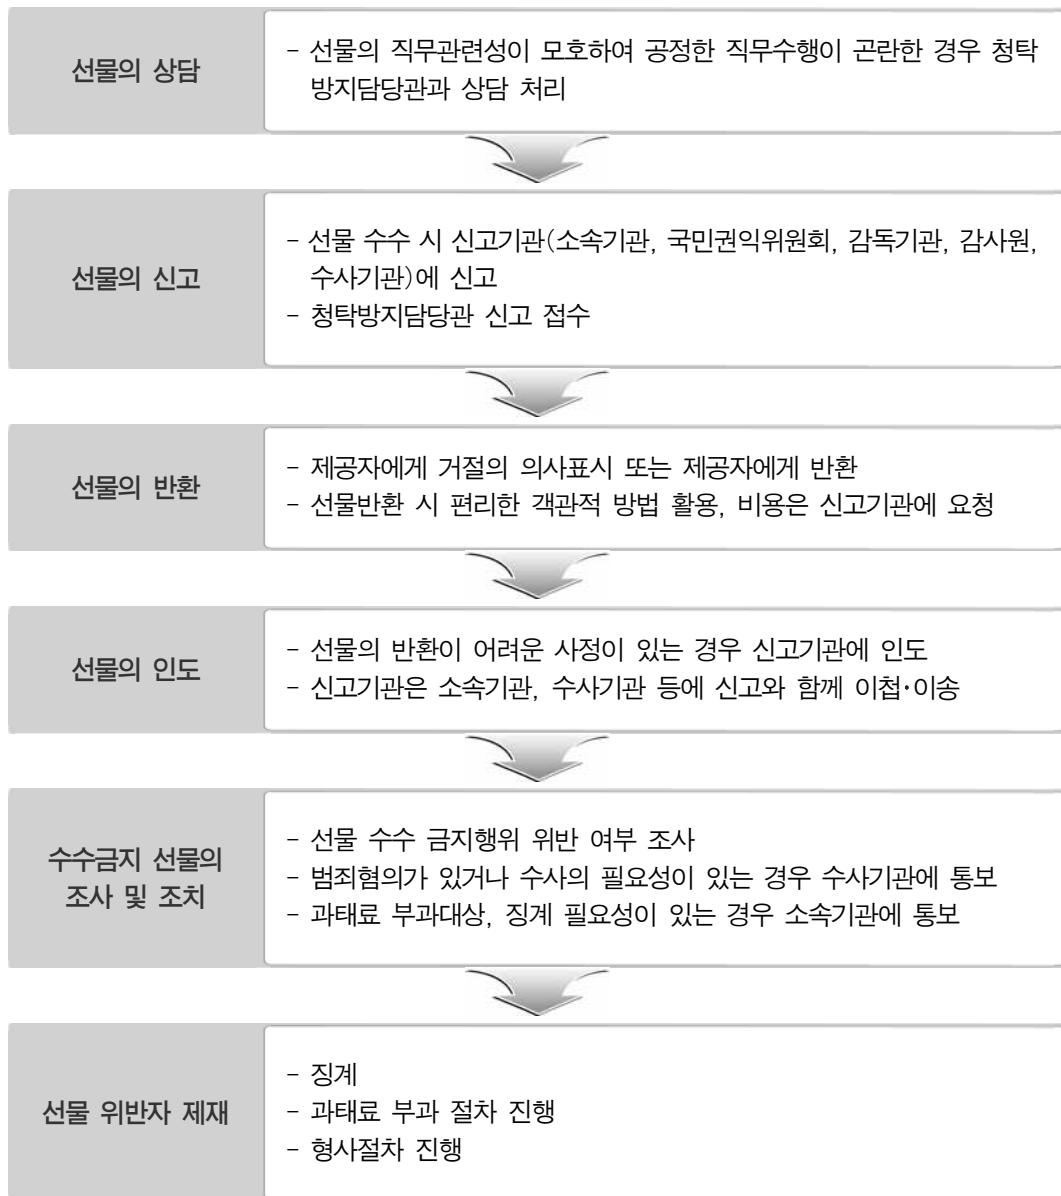 선물의 상담
- 선물의 직무관련성이 모호하여 공정한 직무수행이 곤란한 경우 청탁
방지담당관과 상담 처리
선물의 신고
- 선물 수수 시 신고기관(소속기관, 국민권익위원회, 감독기관, 감사원,
수사기관)에 신고
- 청탁방지담당관 신고 접수
선물의 반환
- 제공자에게 거절의 의사표시 또는 제공자에게 반환
- 선물반환 시 편리한 객관적 방법 활용, 비용은 신고기관에 요청
선물의 인도
- 선물의 반환이 어려운 사정이 있는 경우 신고기관에 인도
- 신고기관은 소속기관, 수사기관 등에 신고와 함께 이첩·이송
수수금지 선물의
조사 및 조치
- 선물 수수 금지행위 위반 여부 조사
- 범죄혐의가 있거나 수사의 필요성이 있는 경우 수사기관에 통보
- 과태료 부과대상, 징계 필요성이 있는 경우 소속기관에 통보
선물 위반자 제재
- 징계
- 과태료 부과 절차 진행
- 형사절차 진행